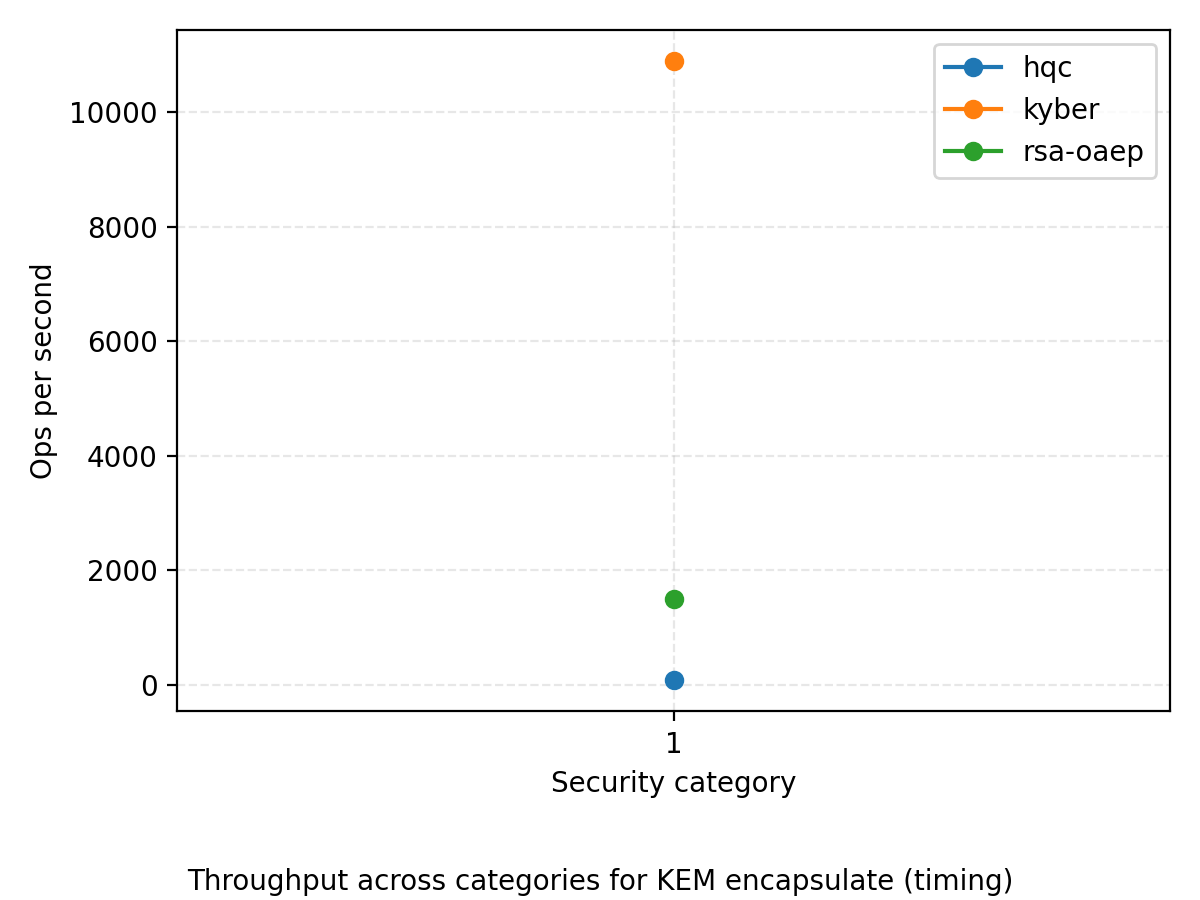 hqc
kyber
rsa-oaep
10000
8000
6000
4000
2000
0
Ops per second
1
Security category
Throughput across categories for KEM encapsulate (timing)